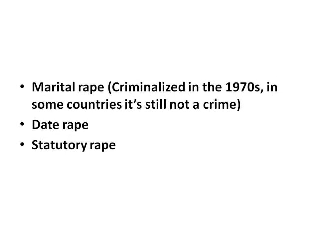 • Marital rape (Criminalized in the 1970s, in
some countries it's still not a crime)
• Date rape
• Statutory rape